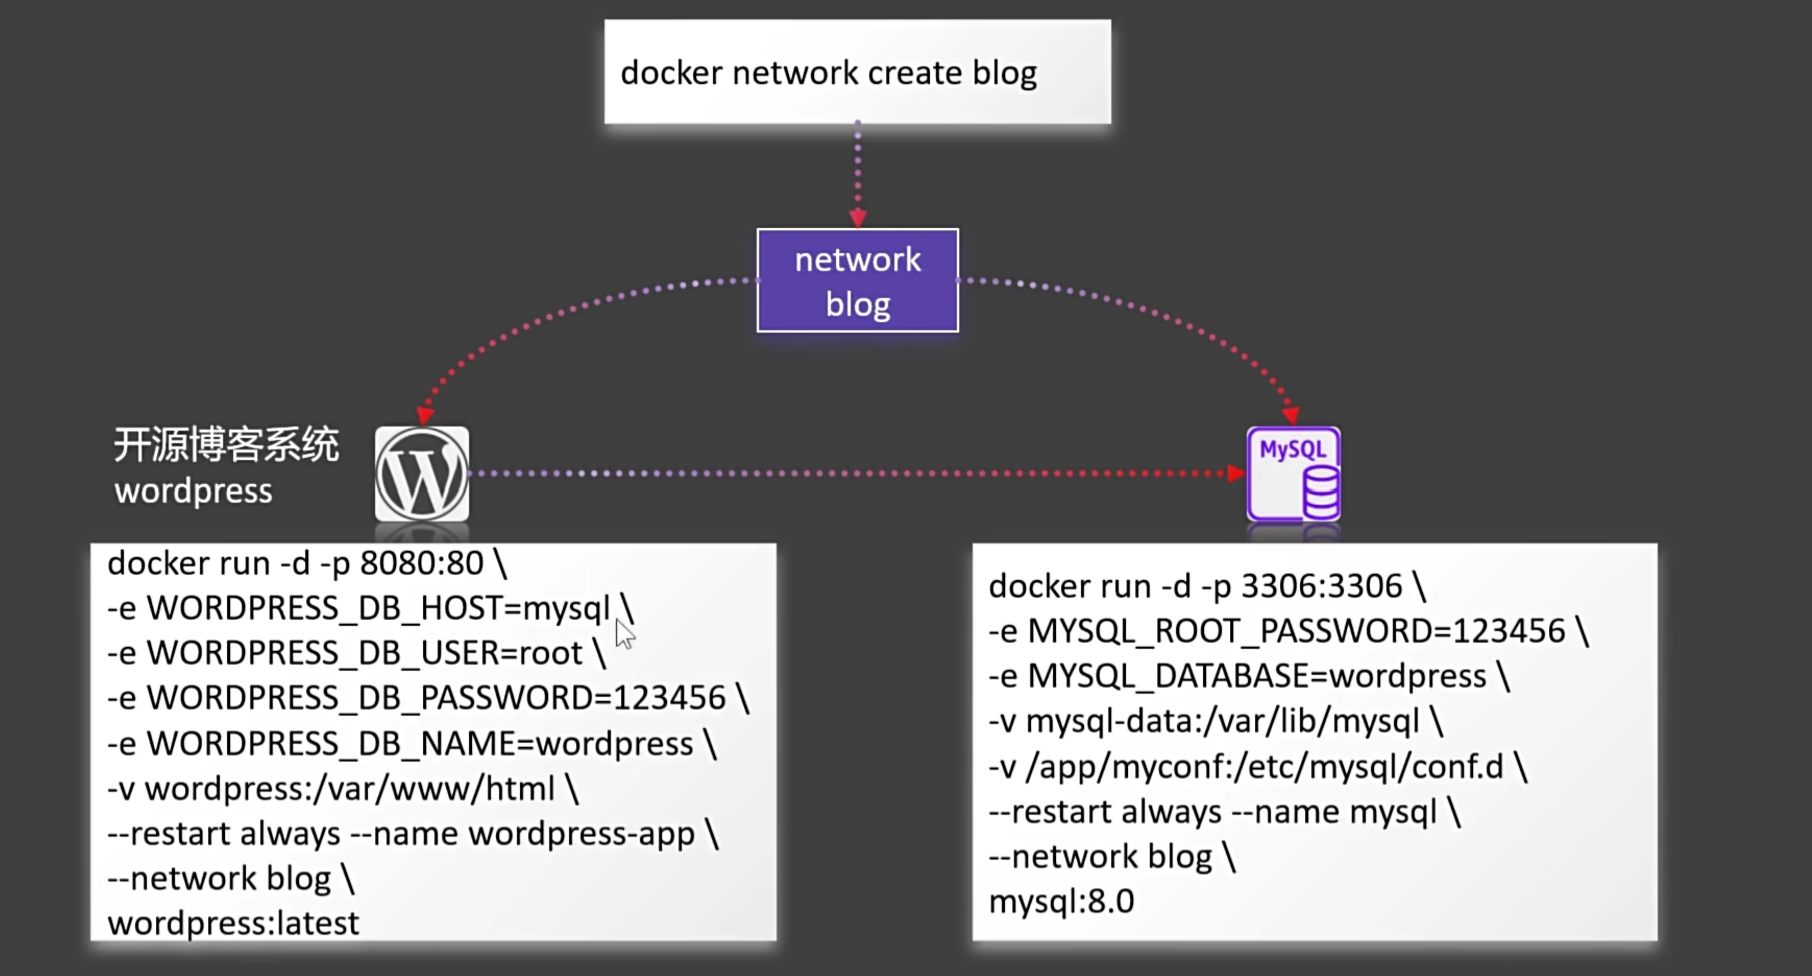 docker network create blog
network
blog
开源博客系统
wordpress
MySQL
docker run -d -p 8080:80 \
-e WORDPRESS_DB_HOST=mysql \
-e WORDPRESS_DB_USER=root \
-e WORDPRESS_DB_PASSWORD=123456 \
-e WORDPRESS_DB_NAME=wordpress \
-v wordpress:/var/www/html \
--restart always --name wordpress-app \
--network blog \
wordpress:latest
docker run -d -p 3306:3306 \
-e MYSQL_ROOT_PASSWORD=123456 \
-e MYSQL_DATABASE=wordpress \
-v mysql-data:/var/lib/mysql \
-v /app/myconf:/etc/mysql/conf.d \
--restart always --name mysql \
--network blog \
mysql:8.0